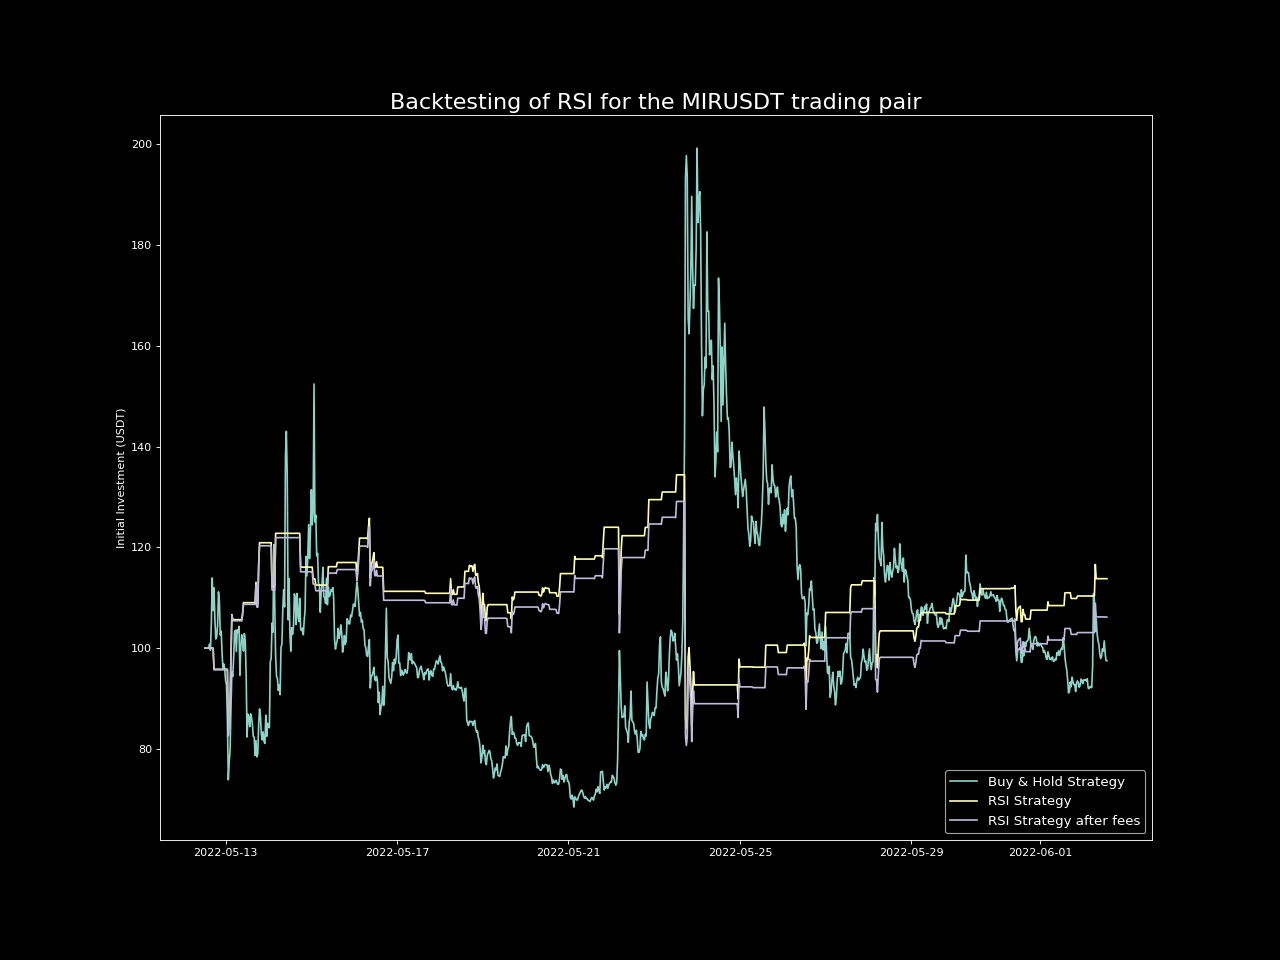 Backtesting of RSI for the MIRUSDT trading pair
Initial Investment (USDT)
200
180
160
140
120
100
80
2022-05-13
2022-05-17
2022-05-21
2022-05-25
2022-05-29
2022-06-01
Buy & Hold Strategy
RSI Strategy
RSI Strategy after fees